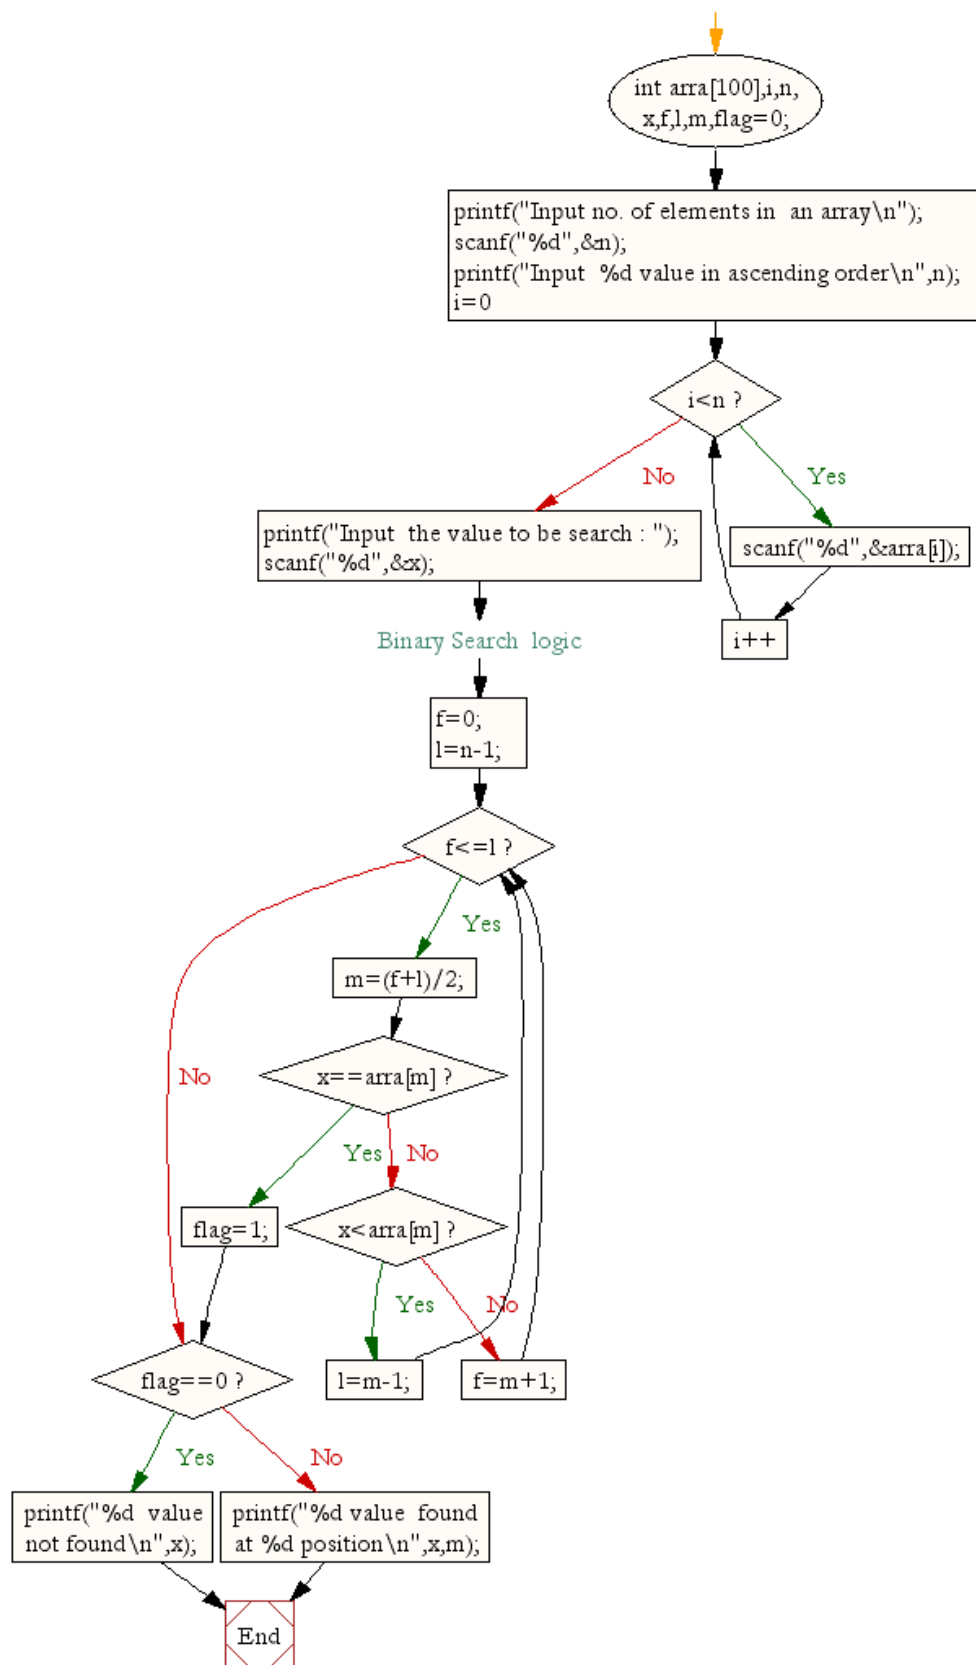 int arra[100],i,n,
x,f,l,m,flag=0;
printf("Input no. of elements in  an array\n");
scanf("%d",&n);
printf("Input  %d value in ascending order\n",n);
i=0
i<n ?
No
Yes
printf("Input  the value to be search : ");
scanf("%d",&x);
scanf("%d",&arra[i]);
i++
Binary Search  logic
f=0;
l=n-1;
f<=l ?
Yes
m=(f+l)/2;
No
x==arra[m] ?
Yes
No
flag=1;
x<arra[m] ?
Yes
No
l=m-1;
f=m+1;
flag==0 ?
Yes
No
printf("%d  value
not found\n",x);
printf("%d value  found
at %d position\n",x,m);
End